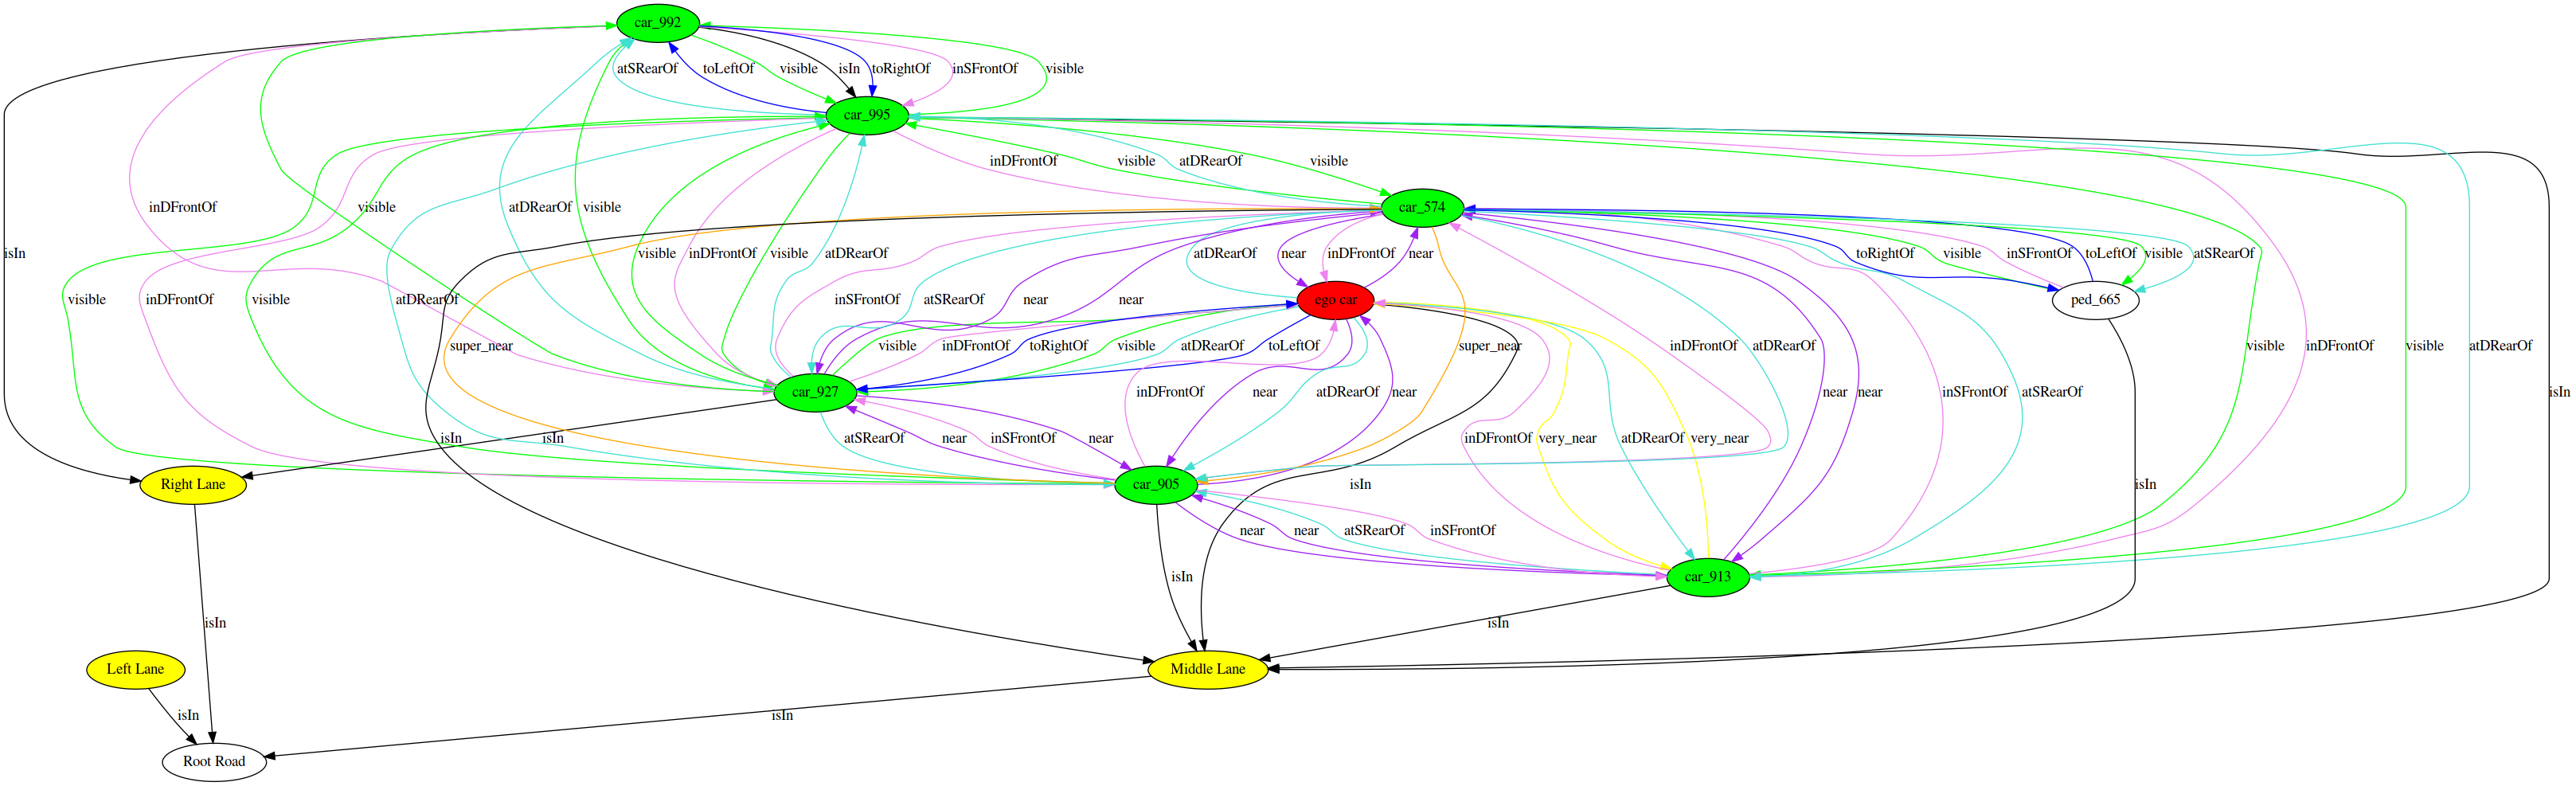 car_992
atSRearOf toLeftOf visible isIn toRightOf inSFrontOf visible
car_995
inDFrontOf visible atDRearOf visible
inDFrontOf visible atDRearOf visible car_574
isIn visible inDFrontOf visible atDRearOf atDRearOf near inDFrontOf near toRightOf visible inSFrontOf toLeftOf visible atSRearOf
visible inDFrontOf visible atDRearOf inSFrontOf atSRearOf near near ego car ped_665
super_near visible inDFrontOf toRightOf visible atDRearOf toLeftOf super_near inDFrontOf atDRearOf visible inDFrontOf visible atDRearOf
car_927 inDFrontOf near atDRearOf near near near inSFrontOf atSRearOf isIn
isIn isIn atSRearOf near inSFrontOf near inDFrontOf very_near atDRearOf very_near
Right Lane car_905 isIn isIn
near near atSRearOf inSFrontOf
isIn car_913
isIn isIn
Left Lane Middle Lane
isIn isIn
Root Road